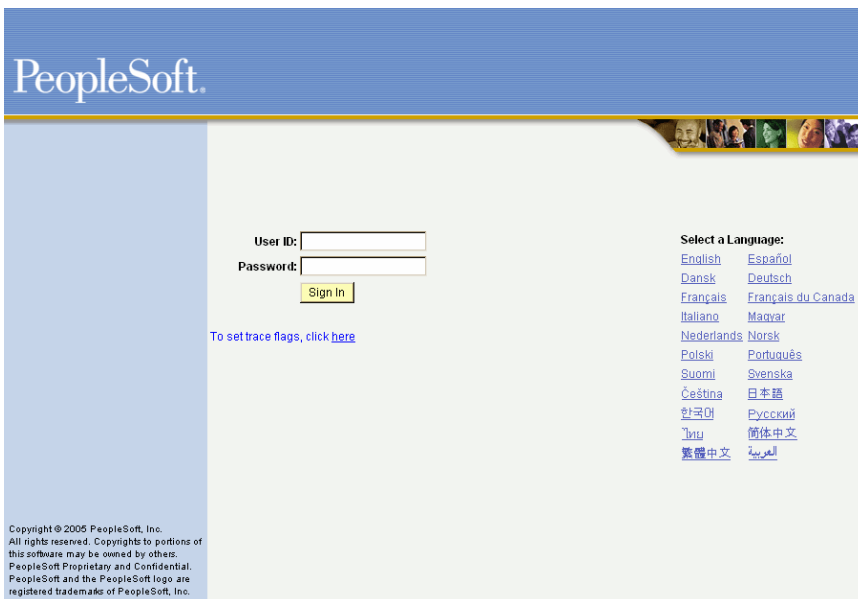 PeopleSoft.
User ID:
Password:
Sign In
To set trace flags, click here
Select a Language:
English Español
Dansk Deutsch
Français Français du Canada
Italiano Magyar
Nederlands Norsk
Polski Português
Suomi Svenska
Čeština 日本語
한국어 Русский
ไทย 简体中文
繁體中文 العربية
Copyright © 2005 PeopleSoft, Inc.
All rights reserved. Copyrights to portions of
this software may be owned by others.
PeopleSoft Proprietary and Confidential.
PeopleSoft and the PeopleSoft logo are
registered trademarks of PeopleSoft, Inc.